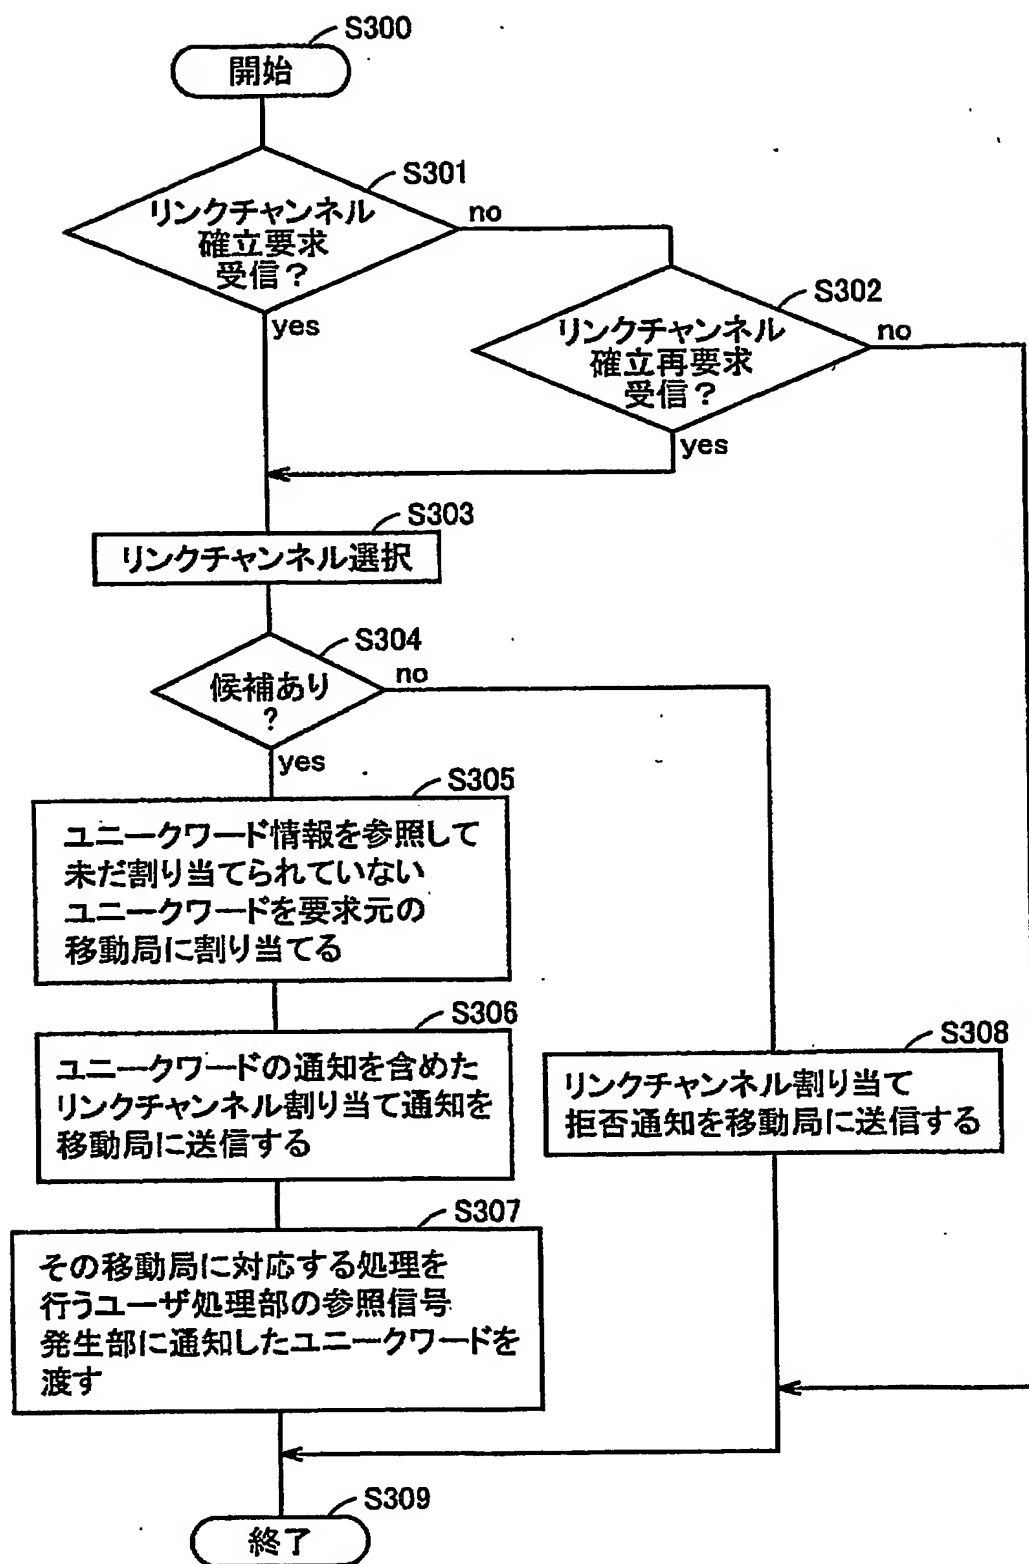 S300
開始
S301
リンクチャンネル
確立要求
受信？
no
yes
S302
リンクチャンネル
確立再要求
受信？
no
yes
S303
リンクチャンネル選択
S304
候補あり
？
no
yes
S305
ユニークワード情報を参照して
未だ割り当てられていない
ユニークワードを要求元の
移動局に割り当てる
S306
ユニークワードの通知を含めた
リンクチャンネル割り当て通知を
移動局に送信する
S308
リンクチャンネル割り当て
拒否通知を移動局に送信する
S307
その移動局に対応する処理を
行うユーザ処理部の参照信号
発生部に通知したユニークワードを
渡す
S309
終了